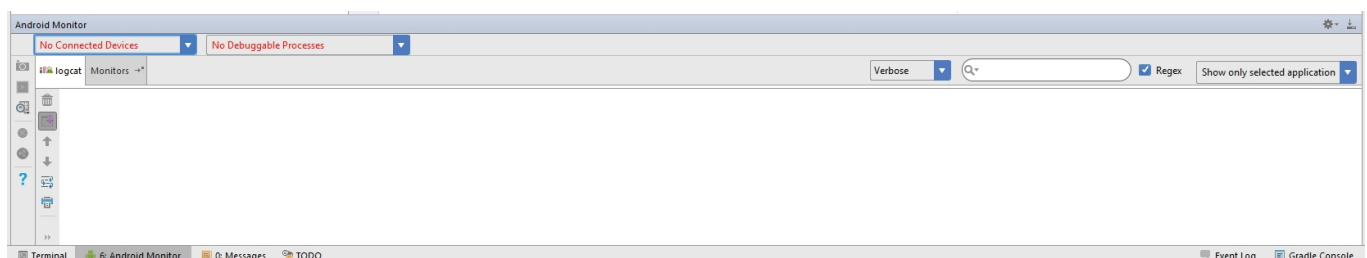 Android Monitor
No Connected Devices No Debuggable Processes
logcat Monitors Verbose Regex Show only selected application
?
Terminal 6: Android Monitor 0: Messages TODO Event Log Gradle Console